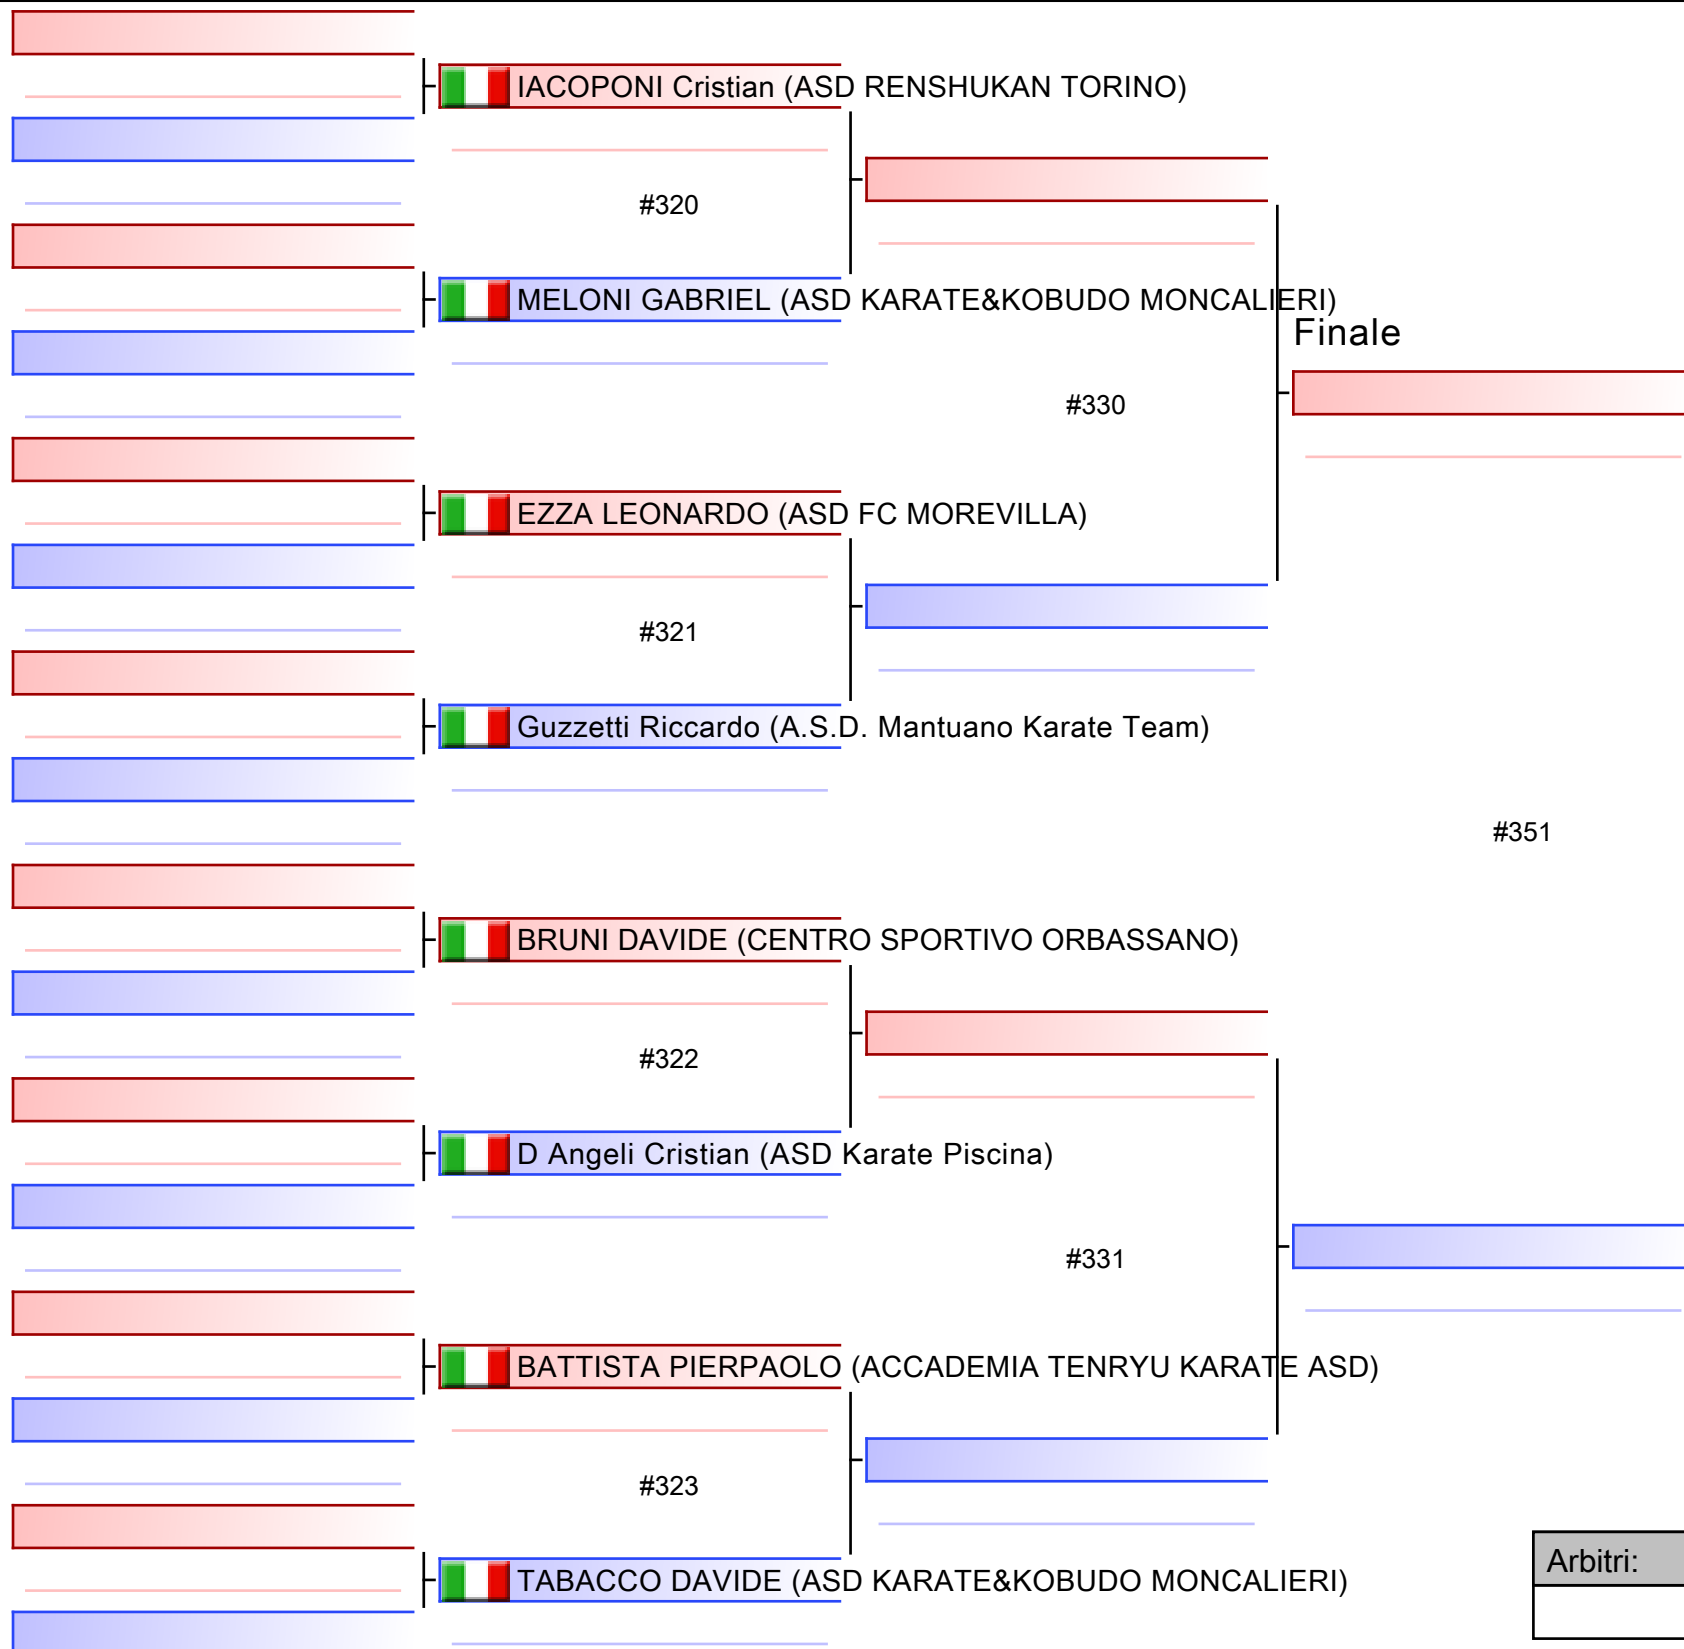 IACOPONI Cristian (ASD RENSHUKAN TORINO)
#320
MELONI GABRIEL (ASD KARATE&KOBUDO MONCALIERI)
Finale
#330
EZZA LEONARDO (ASD FC MOREVILLA)
#321
Guzzetti Riccardo (A.S.D. Mantuano Karate Team)
#351
BRUNI DAVIDE (CENTRO SPORTIVO ORBASSANO)
#322
D Angeli Cristian (ASD Karate Piscina)
#331
BATTISTA PIERPAOLO (ACCADEMIA TENRYU KARATE ASD)
#323
Arbitri:
TABACCO DAVIDE (ASD KARATE&KOBUDO MONCALIERI)